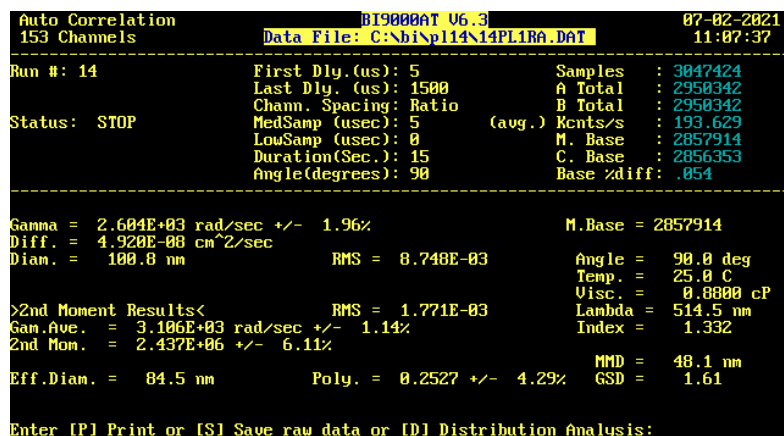 Auto Correlation BI9000AT V6.3 07-02-2021
153 Channels Data File: C:\bi\pl14\14PL1RA.DAT 11:07:37
Run #: 14 First Dly.(us): 5 Samples : 3047424
Last Dly. (us): 1500 A Total : 2950342
Chann. Spacing: Ratio B Total : 2950342
Status: STOP MedSamp (usec): 5 (avg.) Kcnts/s : 193.629
LowSamp (usec): 0 M. Base : 2857914
Duration(Sec.): 15 C. Base : 2856353
Angle(degrees): 90 Base %diff: .054
Gamma = 2.604E+03 rad/sec +/- 1.96% M.Base = 2857914
Diff. = 4.920E-08 cm^2/sec
Diam. = 100.8 nm RMS = 8.748E-03 Angle = 90.0 deg
Temp. = 25.0 C
Visc. = 0.8800 cP
>2nd Moment Results< RMS = 1.771E-03 Lambda = 514.5 nm
Gam.Ave. = 3.106E+03 rad/sec +/- 1.14% Index = 1.332
2nd Mom. = 2.437E+06 +/- 6.11%
MMD = 48.1 nm
Eff.Diam. = 84.5 nm Poly. = 0.2527 +/- 4.29% GSD = 1.61
Enter [P] Print or [S] Save raw data or [D] Distribution Analysis: